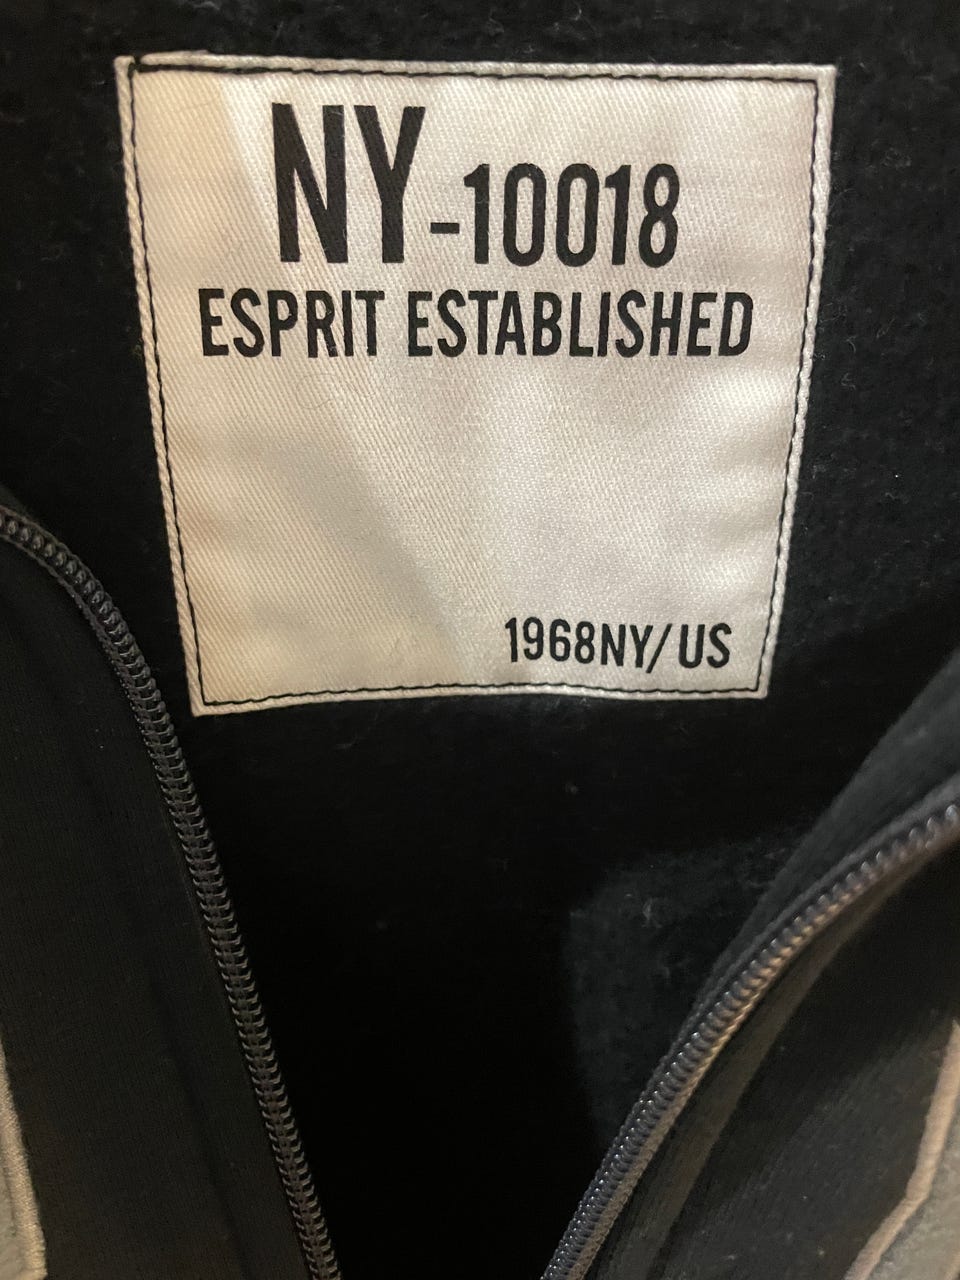 NY-10018
ESPRIT ESTABLISHED
1968NY/US